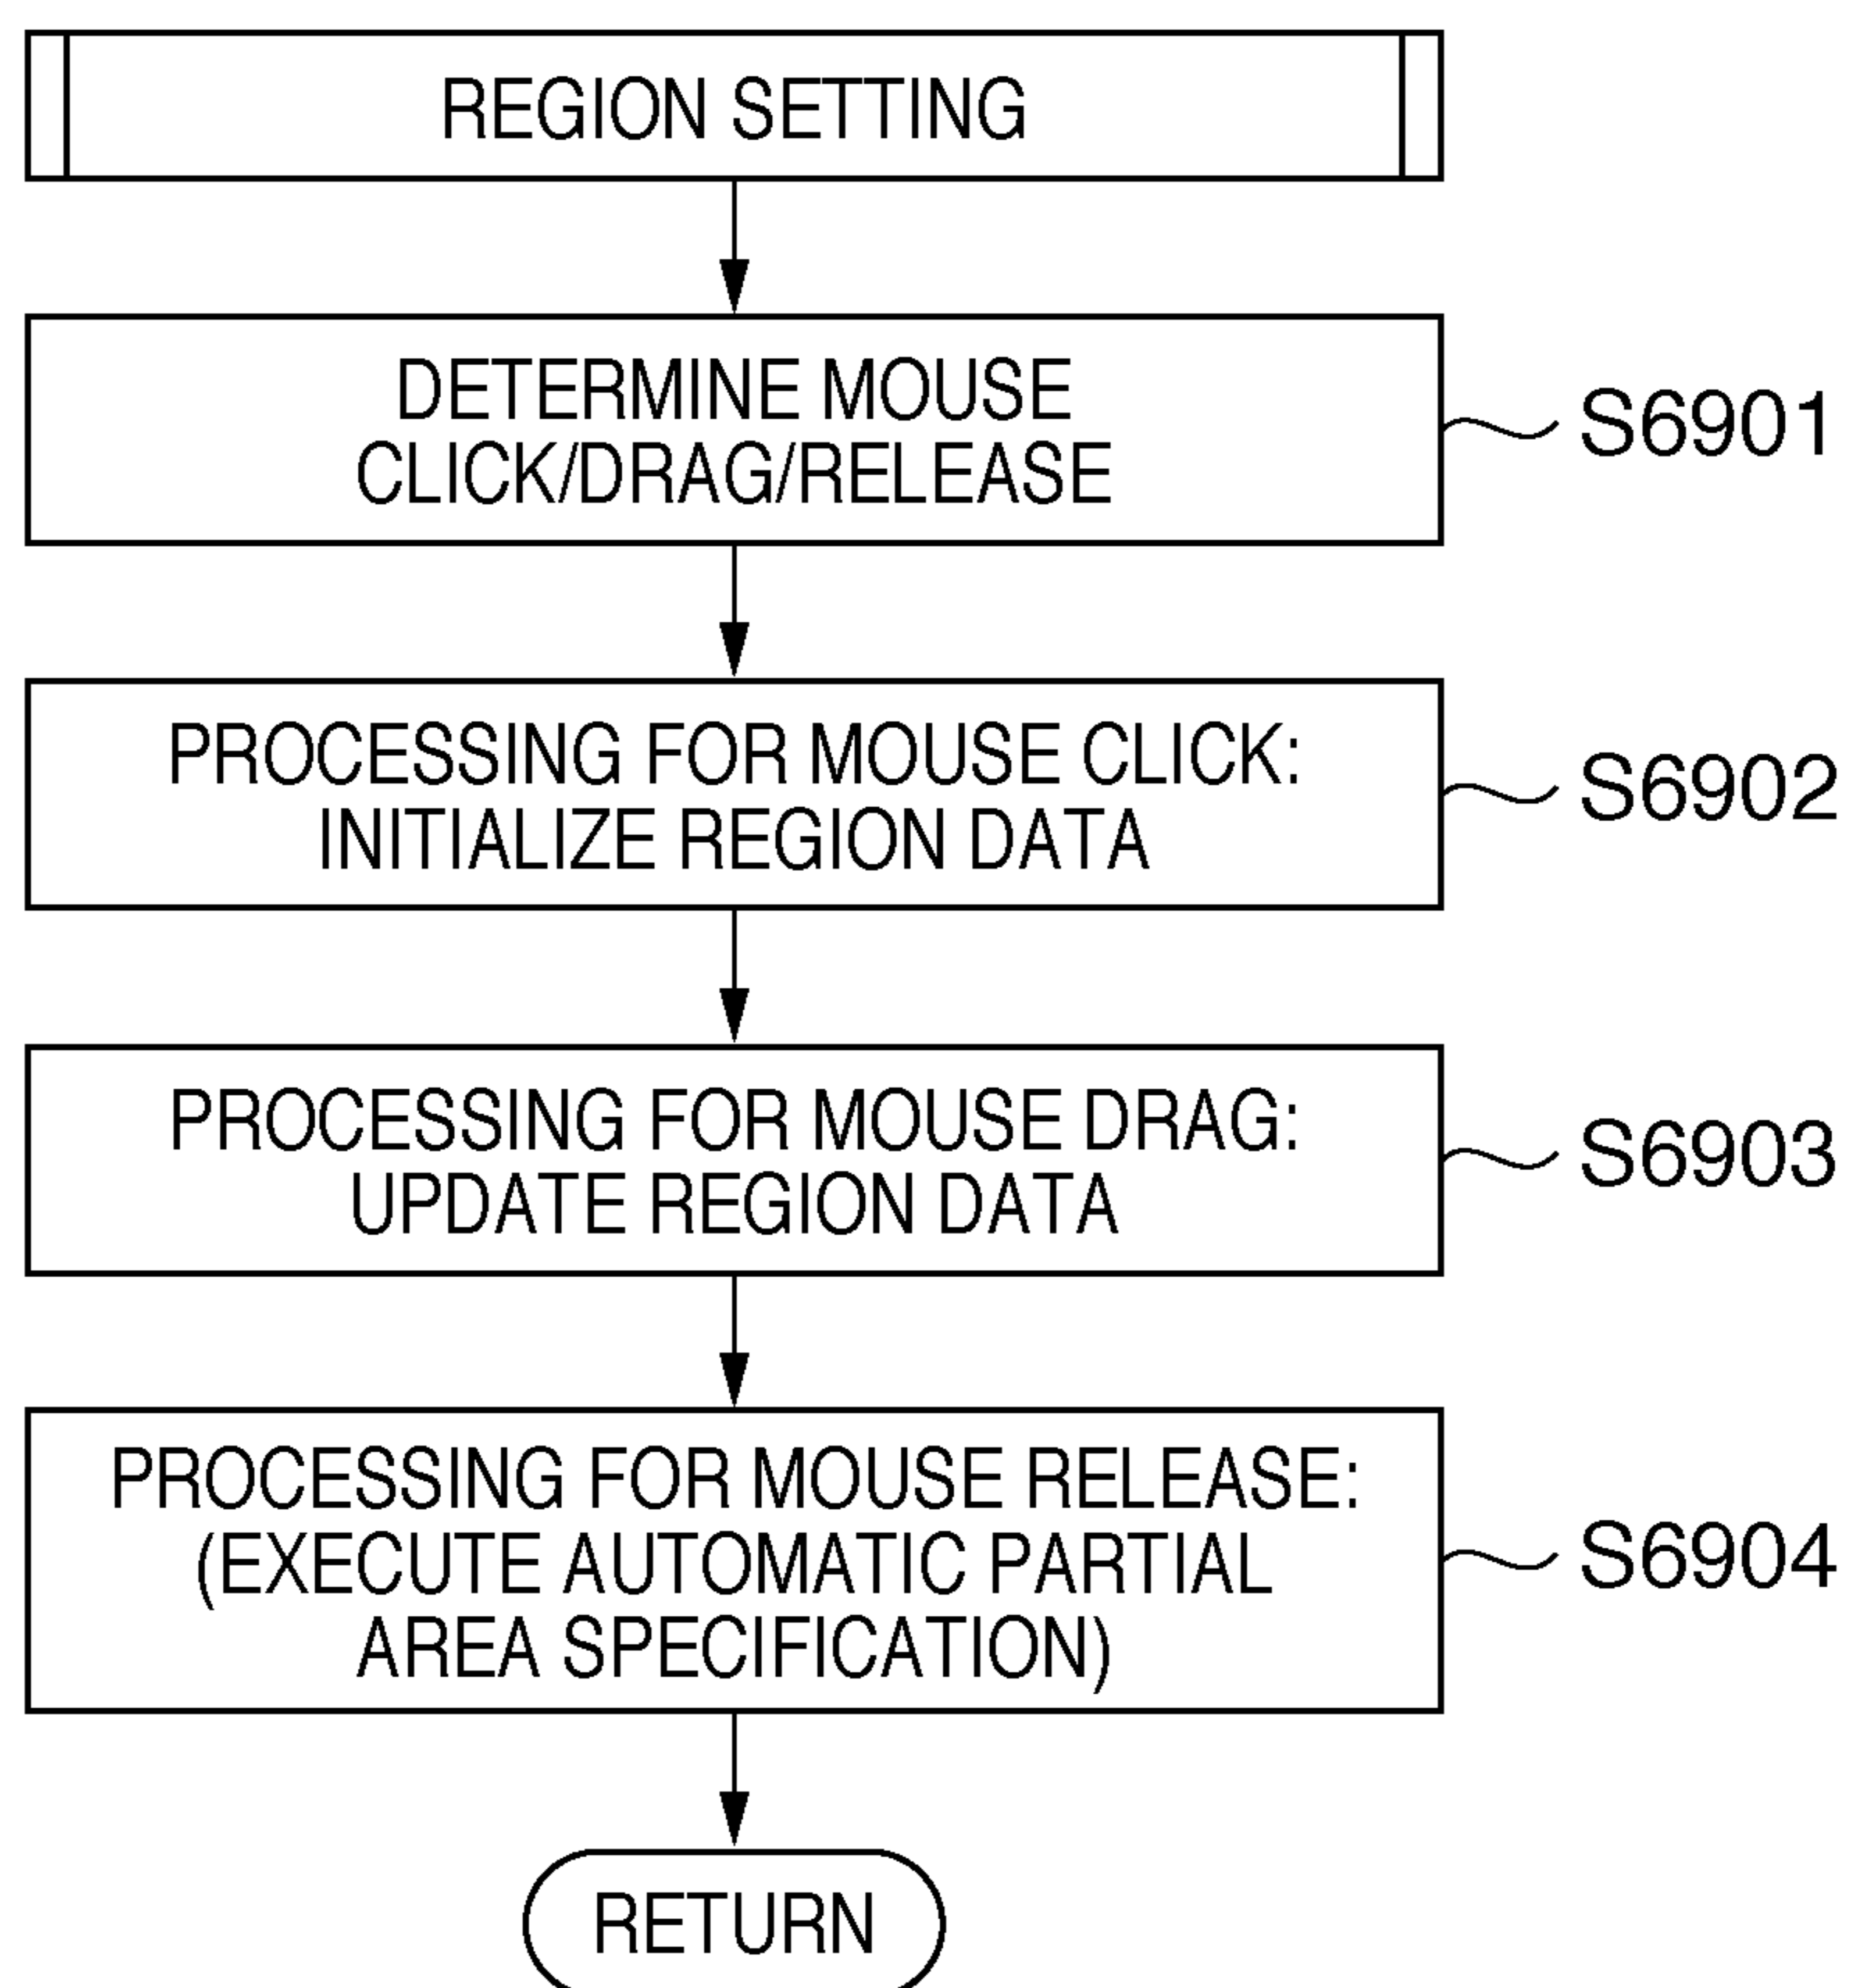 REGION SETTING
DETERMINE MOUSE
CLICK/DRAG/RELEASE
S6901
PROCESSING FOR MOUSE CLICK:
INITIALIZE REGION DATA
S6902
PROCESSING FOR MOUSE DRAG:
UPDATE REGION DATA
S6903
PROCESSING FOR MOUSE RELEASE:
(EXECUTE AUTOMATIC PARTIAL
AREA SPECIFICATION)
S6904
RETURN